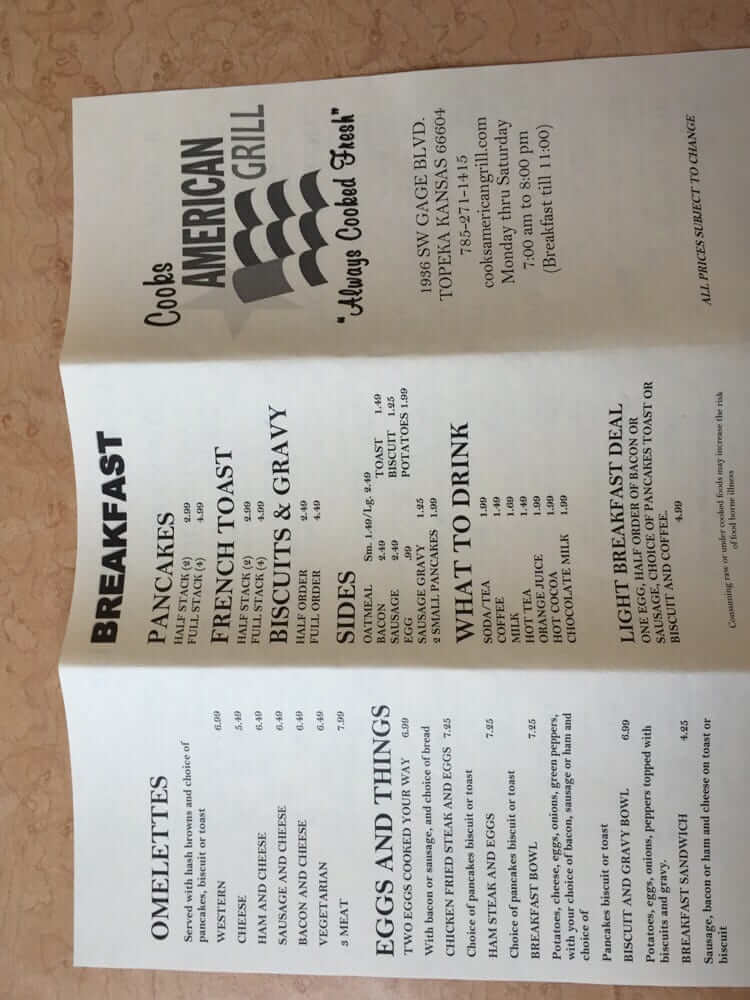 OMELETTES
Served with hash browns and choice of
pancakes, biscuit or toast
WESTERN 6.99
CHEESE 5.49
HAM AND CHEESE 6.49
SAUSAGE AND CHEESE 6.49
BACON AND CHEESE 6.49
VEGETARIAN 6.49
3 MEAT 7.99
EGGS AND THINGS
TWO EGGS COOKED YOUR WAY 6.99
With bacon or sausage, and choice of bread
CHICKEN FRIED STEAK AND EGGS 7.25
Choice of pancakes biscuit or toast
HAM STEAK AND EGGS 7.25
Choice of pancakes biscuit or toast
BREAKFAST BOWL 7.25
Potatoes, cheese, eggs, onions, green peppers,
with your choice of bacon, sausage or ham and
choice of
Pancakes biscuit or toast
BISCUIT AND GRAVY BOWL 6.99
Potatoes, eggs, onions, peppers topped with
biscuits and gravy.
BREAKFAST SANDWICH 4.25
Sausage, bacon or ham and cheese on toast or
biscuit
BREAKFAST
PANCAKES
HALF STACK (2) 2.99
FULL STACK (4) 4.99
FRENCH TOAST
HALF STACK (2) 2.99
FULL STACK (4) 4.99
BISCUITS & GRAVY
HALF ORDER 2.49
FULL ORDER 4.49
SIDES
OATMEAL Sm. 1.49/Lg. 2.49
BACON 2.49 TOAST 1.49
SAUSAGE 2.49 BISCUIT 1.25
EGG .99 POTATOES 1.99
SAUSAGE GRAVY 1.25
2 SMALL PANCAKES 1.99
WHAT TO DRINK
SODA/TEA 1.99
COFFEE 1.49
MILK 1.69
HOT TEA 1.49
ORANGE JUICE 1.99
HOT COCOA 1.99
CHOCOLATE MILK 1.99
LIGHT BREAKFAST DEAL
ONE EGG, HALF ORDER OF BACON OR
SAUSAGE, CHOICE OF PANCAKES TOAST OR
BISCUIT AND COFFEE.
4.99
Consuming raw or under cooked foods may increase the risk
of food borne illness
Cooks
AMERICAN
GRILL
"Always Cooked Fresh"
1936 SW GAGE BLVD.
TOPEKA KANSAS 66604
785-271-1415
cooksamericangrill.com
Monday thru Saturday
7:00 am to 8:00 pm
(Breakfast till 11:00)
ALL PRICES SUBJECT TO CHANGE